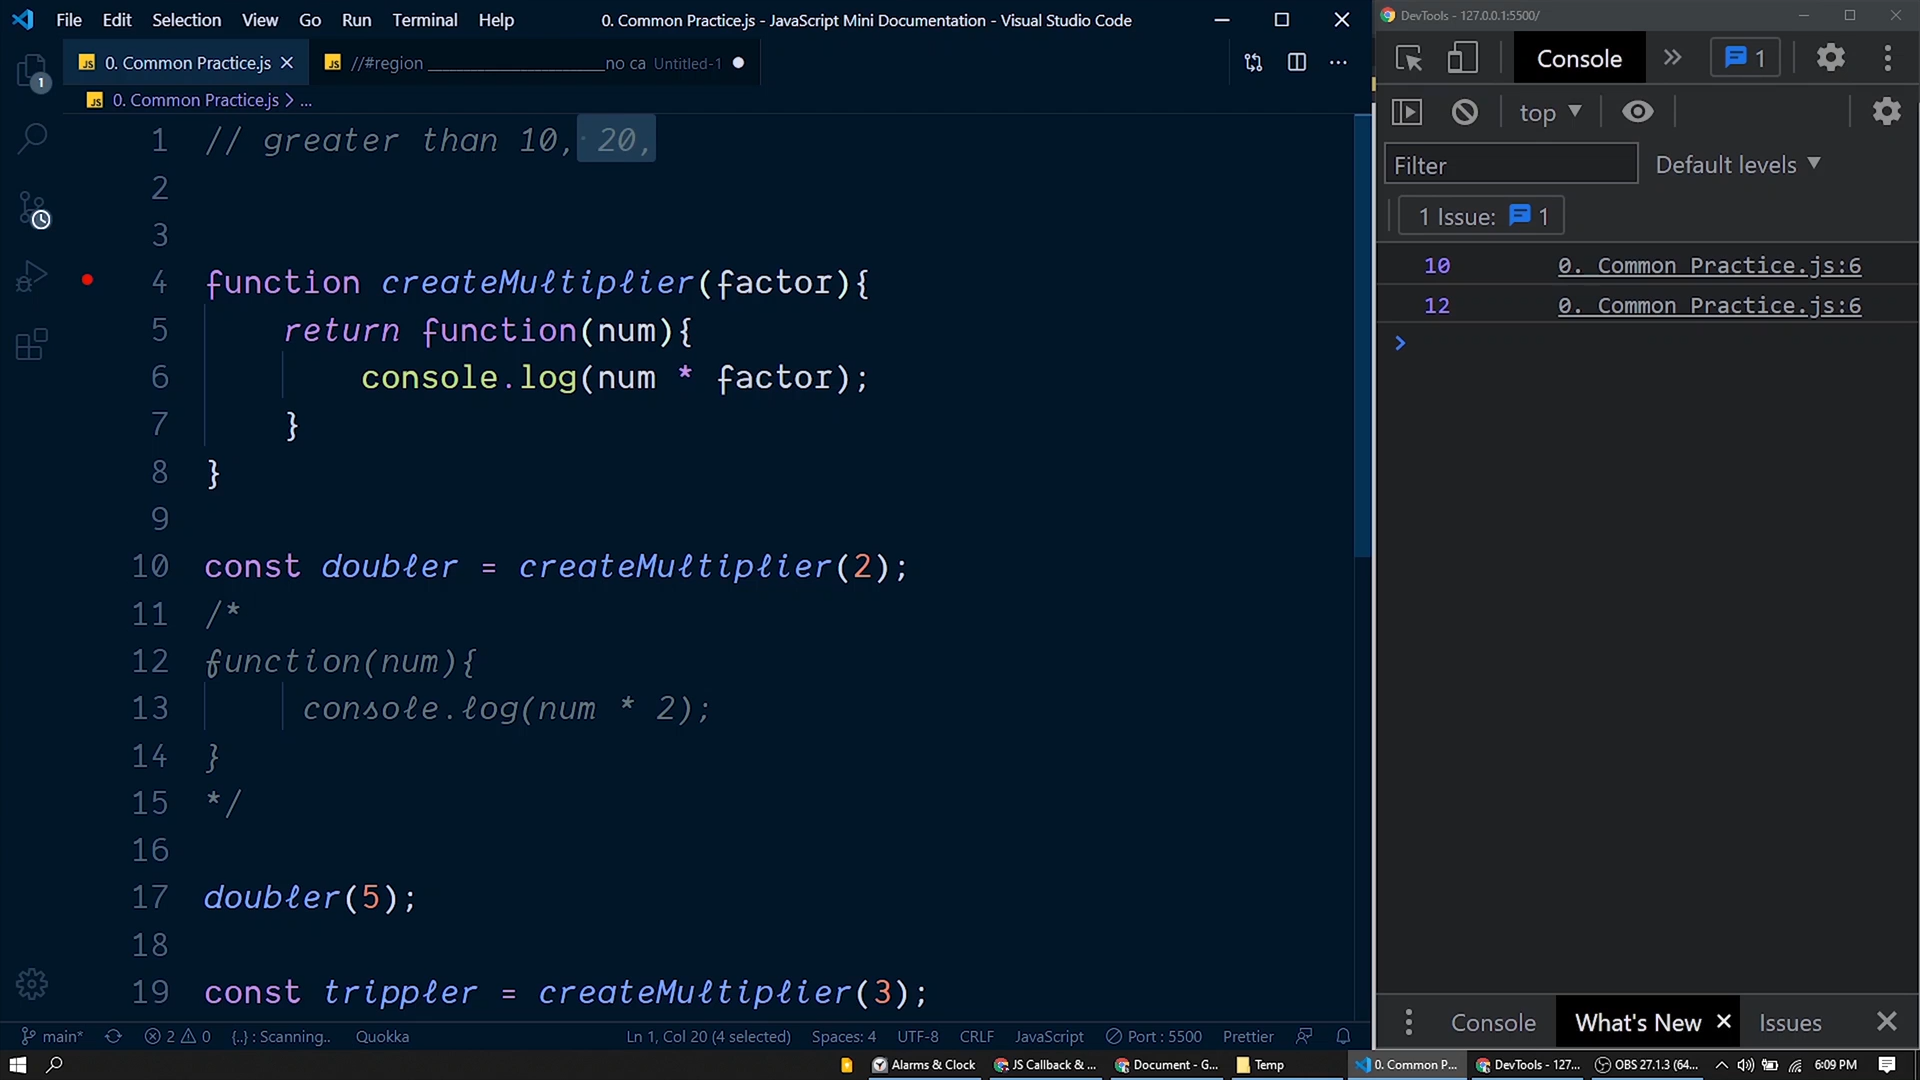 File Edit Selection View Go Run Terminal Help
0. Common Practice.js - JavaScript Mini Documentation - Visual Studio Code
0. Common Practice.js
//#region ______________________no ca Untitled-1
0. Common Practice.js > ...
1
1 // greater than 10, 20,
2
3
4 function createMultiplier(factor){
5 return function(num){
6 console.log(num * factor);
7 }
8 }
9
10 const doubler = createMultiplier(2);
11 /*
12 function(num){
13 console.log(num * 2);
14 }
15 */
16
17 doubler(5);
18
19 const trippler = createMultiplier(3);
main* 2 0 {..} : Scanning.. Quokka
Ln 1, Col 20 (4 selected) Spaces: 4 UTF-8 CRLF JavaScript Port : 5500 Prettier
DevTools - 127.0.0.1:5500/
Console 1
top
Filter Default levels
1 Issue: 1
10 0. Common Practice.js:6
12 0. Common Practice.js:6
Console What's New Issues
Alarms & Clock JS Callback & ... Document - G... Temp 0. Common P... DevTools - 127... OBS 27.1.3 (64... 6:09 PM